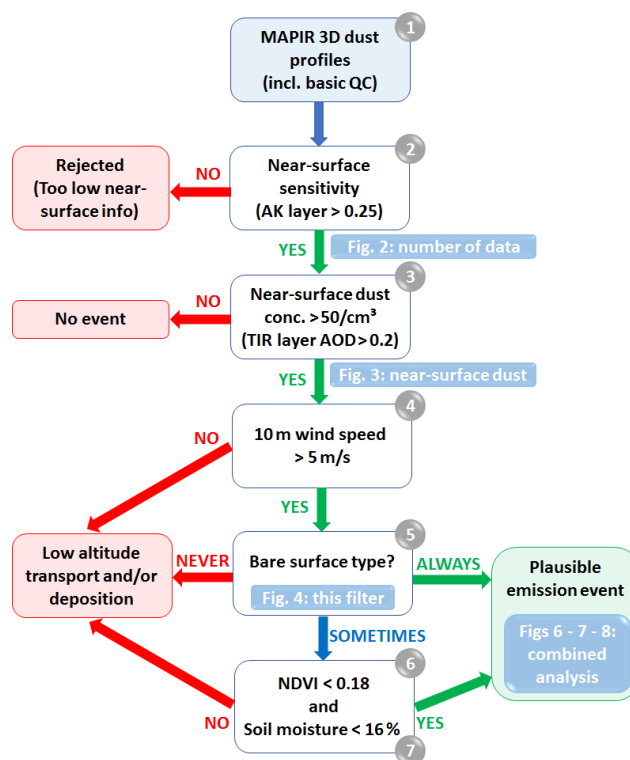 1
MAPIR 3D dust
profiles
(incl. basic QC)
2
Rejected
(Too low near-
surface info)
NO
Near-surface
sensitivity
(AK layer > 0.25)
YES
Fig. 2: number of data
3
No event
NO
Near-surface dust
conc. >50/cm³
(TIR layer AOD>0.2)
YES
Fig. 3: near-surface dust
4
NO
10 m wind speed
> 5 m/s
YES
5
Low altitude
transport and/or
deposition
NEVER
Bare surface type?
Fig. 4: this filter
ALWAYS
Plausible
emission event
Figs 6 - 7 - 8:
combined
analysis
SOMETIMES
6
NDVI < 0.18
and
Soil moisture < 16 %
NO
YES
7